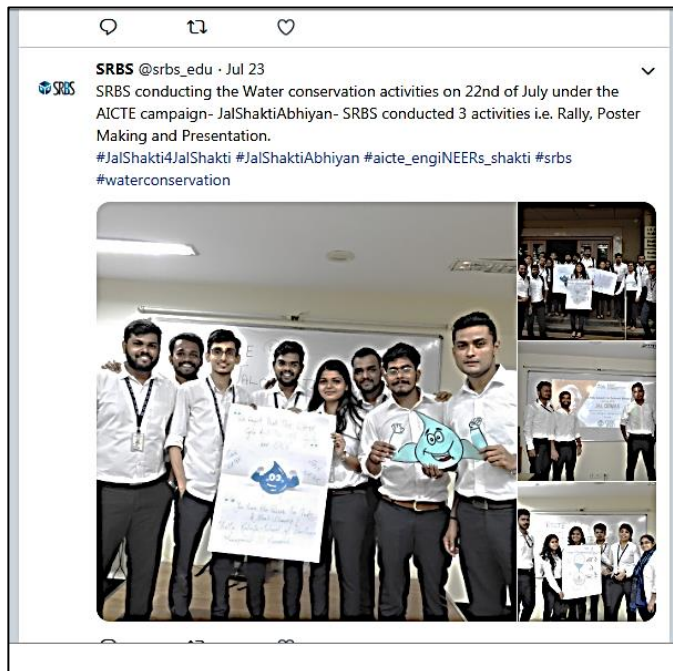 SRBS @srbs_edu · Jul 23
SRBS
SRBS conducting the Water conservation activities on 22nd of July under the
AICTE campaign- JalShaktiAbhiyan- SRBS conducted 3 activities i.e. Rally, Poster
Making and Presentation.
#JalShakti4JalShakti #JalShaktiAbhiyan #aicte_engiNEERs_shakti #srbs
#waterconservation
AICTE